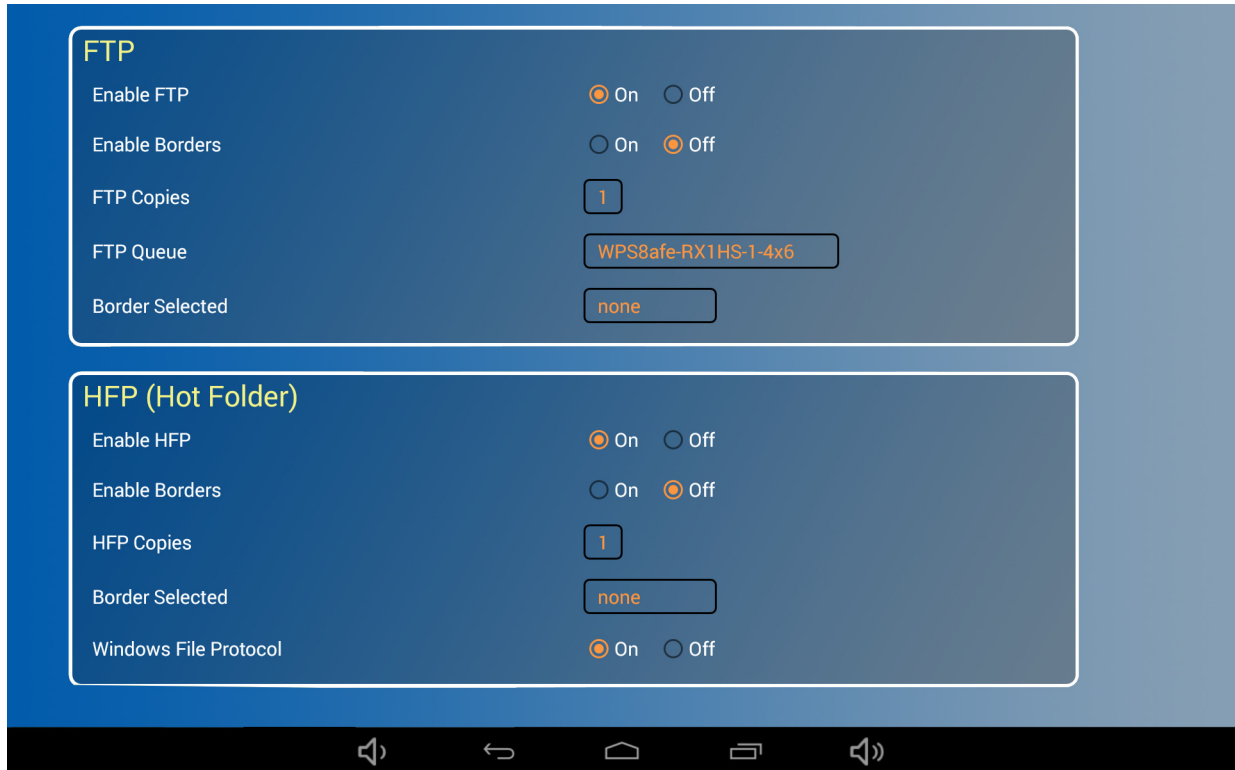 FTP
Enable FTP On Off
Enable Borders On Off
FTP Copies 1
FTP Queue WPS8afe-RX1HS-1-4x6
Border Selected none
HFP (Hot Folder)
Enable HFP On Off
Enable Borders On Off
HFP Copies 1
Border Selected none
Windows File Protocol On Off